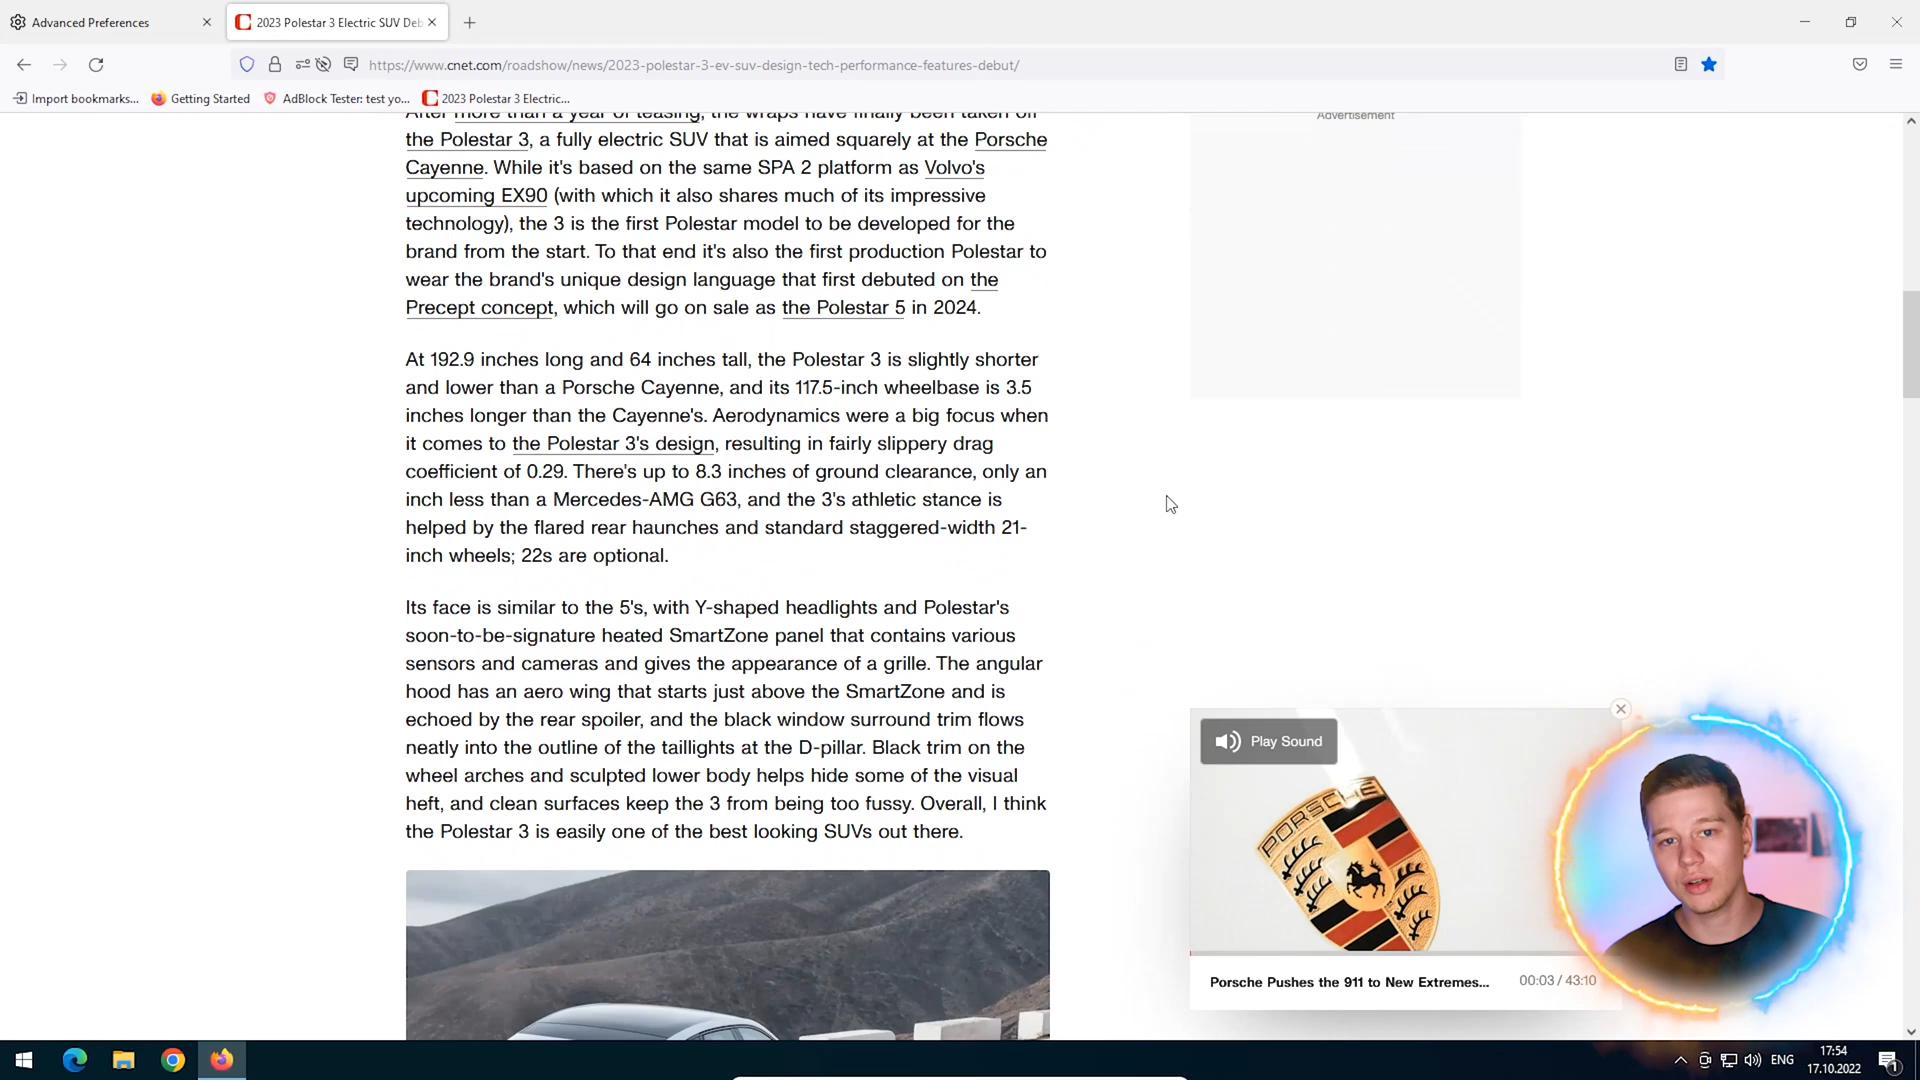 Advanced Preferences
2023 Polestar 3 Electric SUV Deb
https://www.cnet.com/roadshow/news/2023-polestar-3-ev-suv-design-tech-performance-features-debut/
Import bookmarks...
Getting Started
AdBlock Tester: test yo...
2023 Polestar 3 Electric...
After more than a year of teasing, the wraps have finally been taken off
the Polestar 3, a fully electric SUV that is aimed squarely at the Porsche
Cayenne. While it's based on the same SPA 2 platform as Volvo's
upcoming EX90 (with which it also shares much of its impressive
technology), the 3 is the first Polestar model to be developed for the
brand from the start. To that end it's also the first production Polestar to
wear the brand's unique design language that first debuted on the
Precept concept, which will go on sale as the Polestar 5 in 2024.
At 192.9 inches long and 64 inches tall, the Polestar 3 is slightly shorter
and lower than a Porsche Cayenne, and its 117.5-inch wheelbase is 3.5
inches longer than the Cayenne's. Aerodynamics were a big focus when
it comes to the Polestar 3's design, resulting in fairly slippery drag
coefficient of 0.29. There's up to 8.3 inches of ground clearance, only an
inch less than a Mercedes-AMG G63, and the 3's athletic stance is
helped by the flared rear haunches and standard staggered-width 21-
inch wheels; 22s are optional.
Its face is similar to the 5's, with Y-shaped headlights and Polestar's
soon-to-be-signature heated SmartZone panel that contains various
sensors and cameras and gives the appearance of a grille. The angular
hood has an aero wing that starts just above the SmartZone and is
echoed by the rear spoiler, and the black window surround trim flows
neatly into the outline of the taillights at the D-pillar. Black trim on the
wheel arches and sculpted lower body helps hide some of the visual
heft, and clean surfaces keep the 3 from being too fussy. Overall, I think
the Polestar 3 is easily one of the best looking SUVs out there.
Advertisement
Play Sound
PORSCHE
Porsche Pushes the 911 to New Extremes...
00:03 / 43:10
ENG
17:54
17.10.2022
1